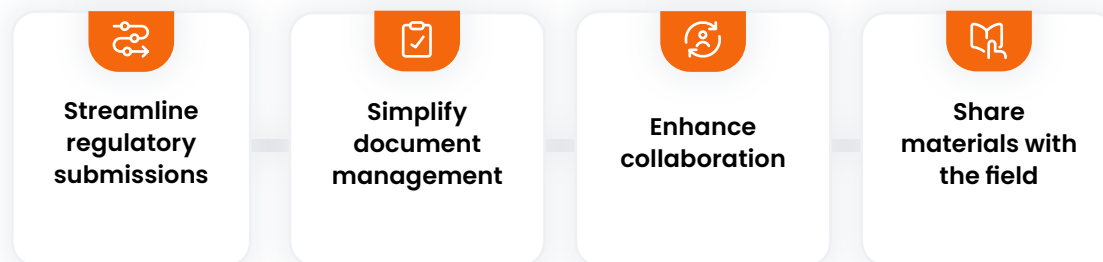 Streamline
regulatory
submissions
Simplify
document
management
Enhance
collaboration
Share
materials with
the field